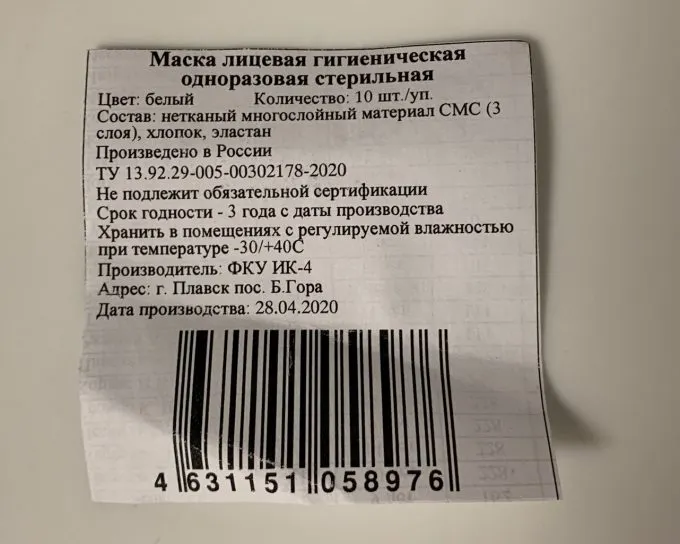 Маска лицевая гигиеническая
одноразовая стерильная
Цвет: белый Количество: 10 шт./уп.
Состав: нетканый многослойный материал СМС (3
слоя), хлопок, эластан
Произведено в России
ТУ 13.92.29-005-00302178-2020
Не подлежит обязательной сертификации
Срок годности - 3 года с даты производства
Хранить в помещениях с регулируемой влажностью
при температуре -30/+40С
Производитель: ФКУ ИК-4
Адрес: г. Плавск пос. Б.Гора
Дата производства: 28.04.2020
4 631151 058976